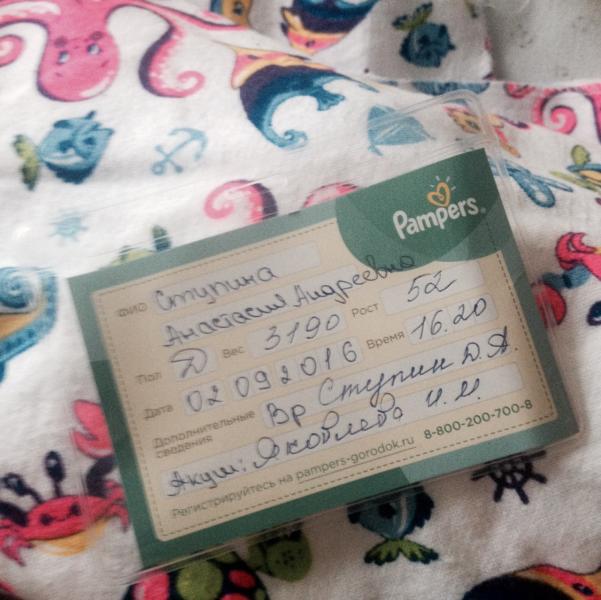 Pampers.
ФИО Ступина
Анастасия Андреевна
Пол Д Вес 3190 Рост 52
Дата 02 09 2016 Время 16.20
Дополнительные сведения Вр Ступин Д.А.
Акуш: Яковлева И.И.
Регистрируйтесь на pampers-gorodok.ru 8-800-200-700-8